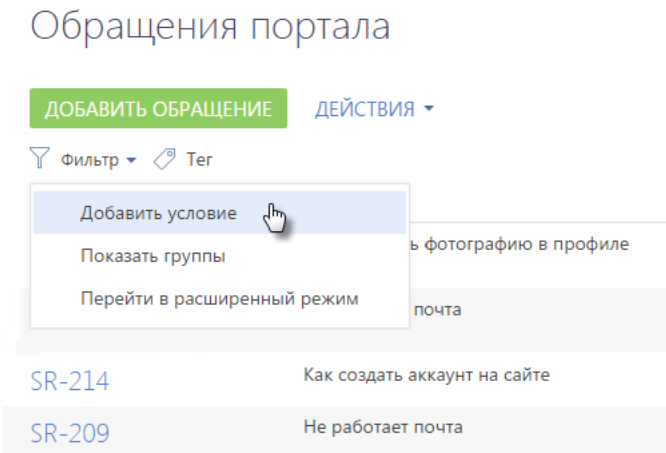 Обращения портала
ДОБАВИТЬ ОБРАЩЕНИЕ ДЕЙСТВИЯ
Фильтр Тег
Добавить условие
фотографию в профиле
Показать группы
Перейти в расширенный режим
почта
SR-214 Как создать аккаунт на сайте
SR-209 Не работает почта